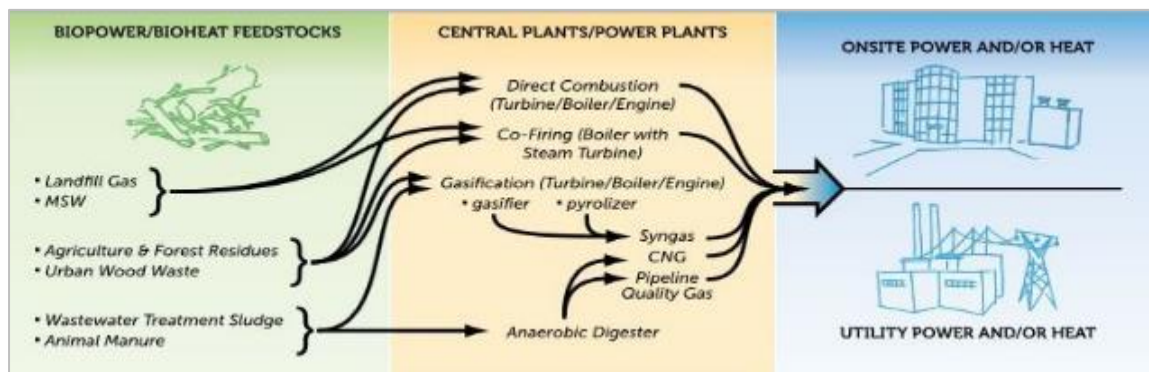 BIOPOWER/BIOHEAT FEEDSTOCKS
• Landfill Gas
• MSW
• Agriculture & Forest Residues
• Urban Wood Waste
• Wastewater Treatment Sludge
• Animal Manure
CENTRAL PLANTS/POWER PLANTS
Direct Combustion
(Turbine/Boiler/Engine)
Co-Firing (Boiler with
Steam Turbine)
Gasification (Turbine/Boiler/Engine)
• gasifier • pyrolizer
Syngas
CNG
Pipeline
Quality Gas
Anaerobic Digester
ONSITE POWER AND/OR HEAT
UTILITY POWER AND/OR HEAT